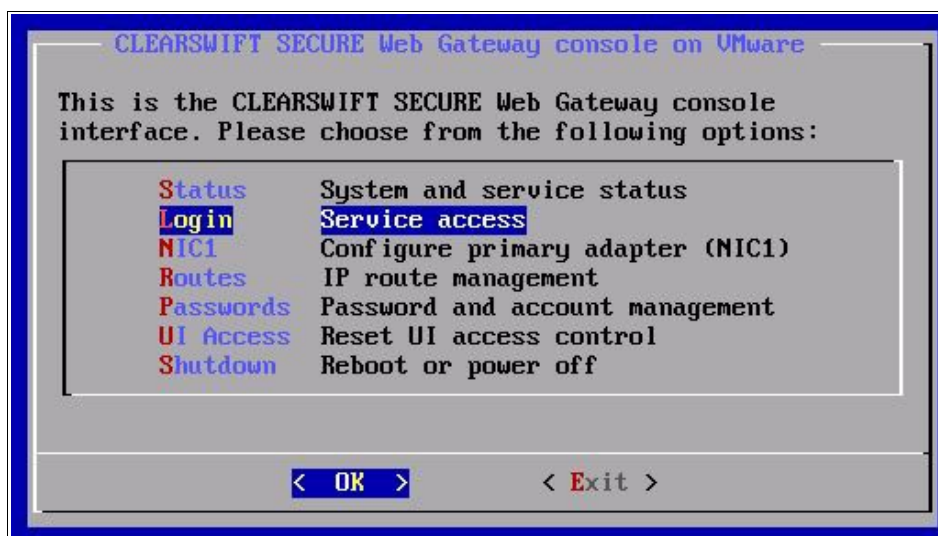 CLEARSWIFT SECURE Web Gateway console on VMware
This is the CLEARSWIFT SECURE Web Gateway console
interface. Please choose from the following options:
Status System and service status
Login Service access
NIC1 Configure primary adapter (NIC1)
Routes IP route management
Passwords Password and account management
UI Access Reset UI access control
Shutdown Reboot or power off
< OK > < Exit >